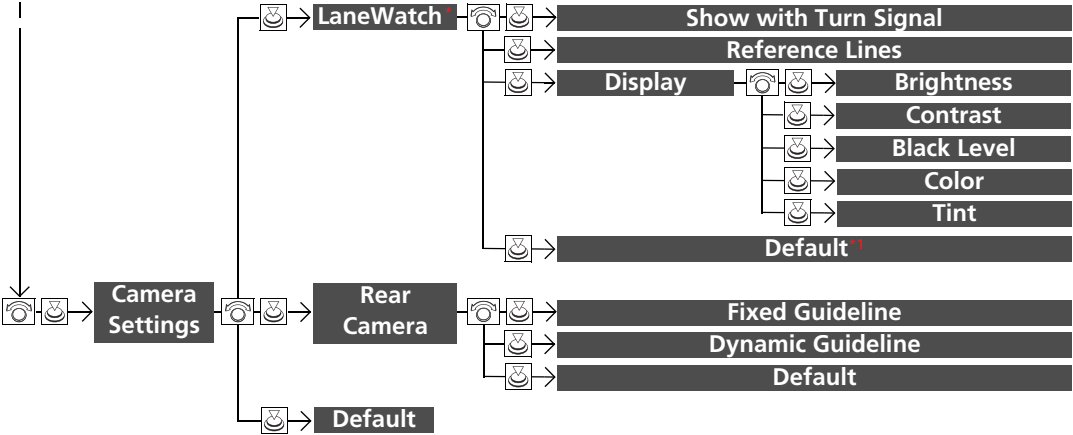 LaneWatch*
Show with Turn Signal
Reference Lines
Display
Brightness
Contrast
Black Level
Color
Tint
Default*1
Camera
Settings
Rear
Camera
Fixed Guideline
Dynamic Guideline
Default
Default